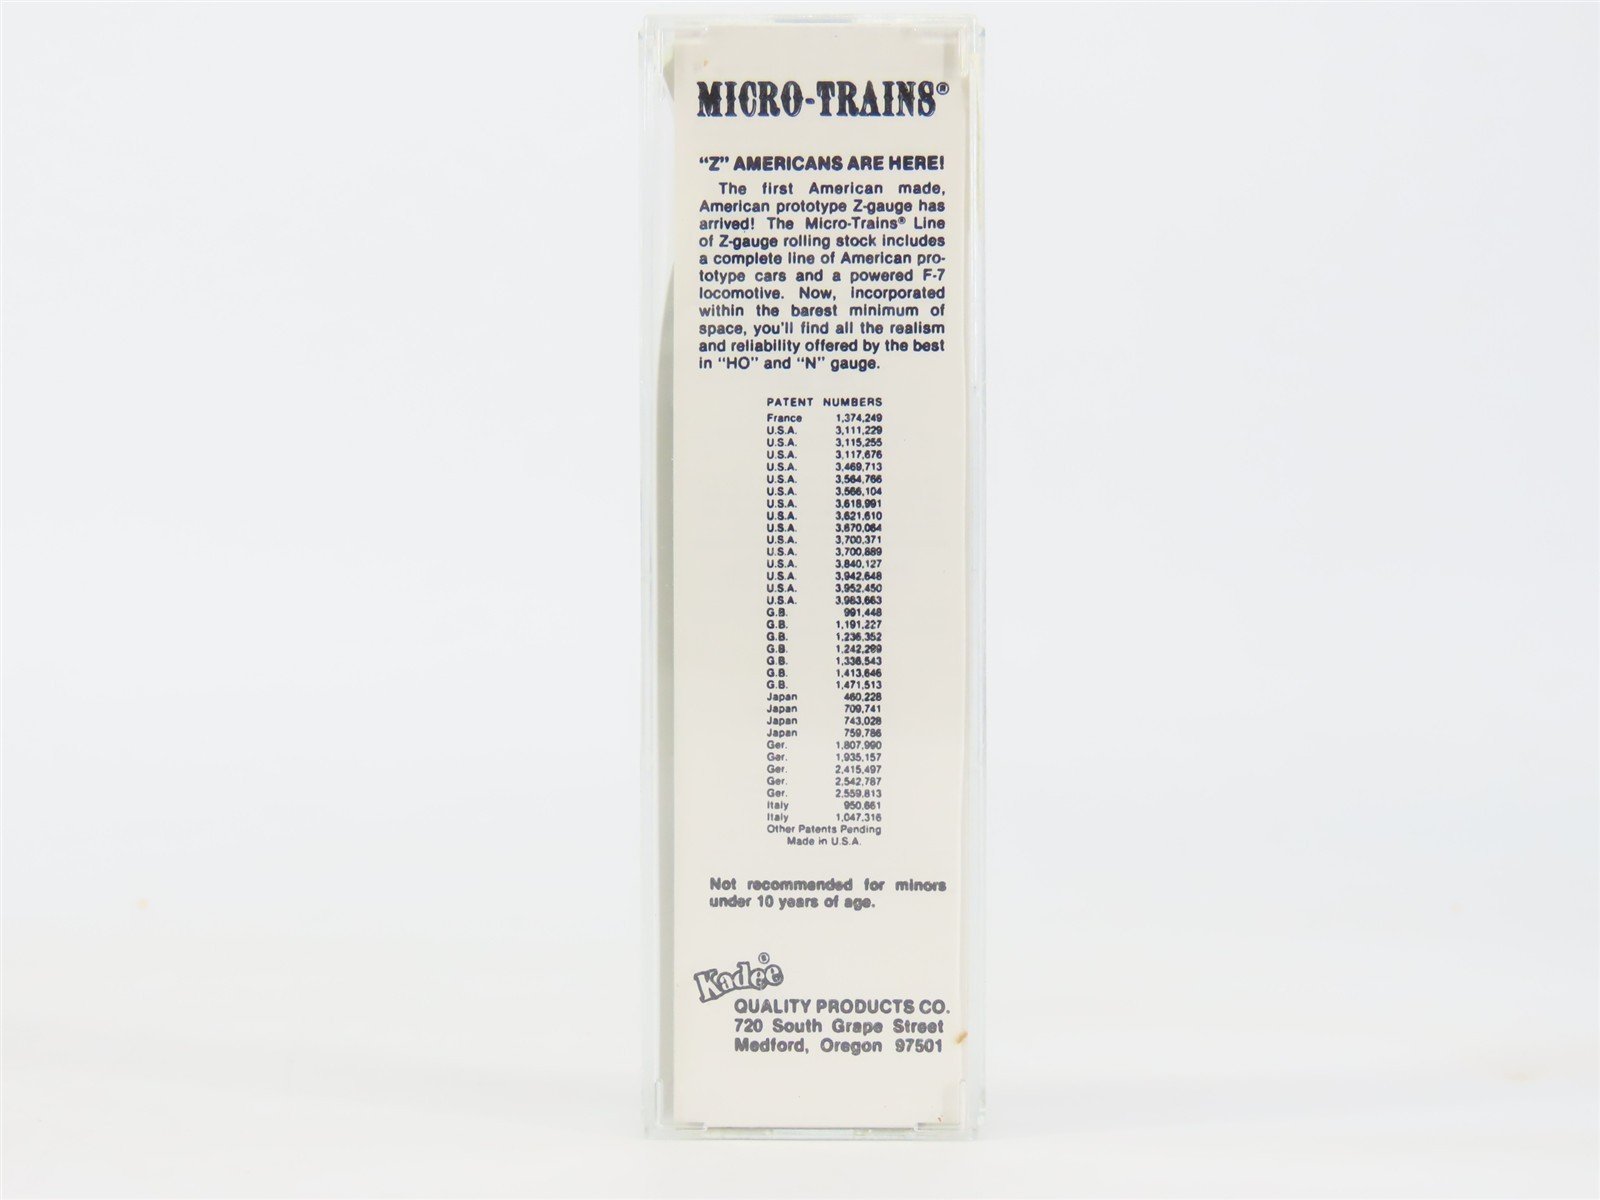 MICRO-TRAINS®
"Z" AMERICANS ARE HERE!
The first American made,
American prototype Z-gauge has
arrived! The Micro-Trains® Line
of Z-gauge rolling stock includes
a complete line of American pro-
totype cars and a powered F-7
locomotive. Now, incorporated
within the barest minimum of
space, you'll find all the realism
and reliability offered by the best
in "HO" and "N" gauge.
PATENT NUMBERS
France 1,374,249
U.S.A. 3,111,229
U.S.A. 3,115,255
U.S.A. 3,117,676
U.S.A. 3,469,713
U.S.A. 3,564,766
U.S.A. 3,566,104
U.S.A. 3,618,991
U.S.A. 3,621,610
U.S.A. 3,670,064
U.S.A. 3,700,371
U.S.A. 3,700,889
U.S.A. 3,840,127
U.S.A. 3,942,648
U.S.A. 3,952,450
U.S.A. 3,983,663
G.B. 991,448
G.B. 1,191,227
G.B. 1,236,352
G.B. 1,242,299
G.B. 1,336,543
G.B. 1,413,646
G.B. 1,471,513
Japan 460,228
Japan 709,741
Japan 743,028
Japan 759,786
Ger. 1,807,990
Ger. 1,935,157
Ger. 2,415,497
Ger. 2,542,787
Ger. 2,559,813
Italy 950,661
Italy 1,047,316
Other Patents Pending
Made in U.S.A.
Not recommended for minors
under 10 years of age.
Kadee®
QUALITY PRODUCTS CO.
720 South Grape Street
Medford, Oregon 97501